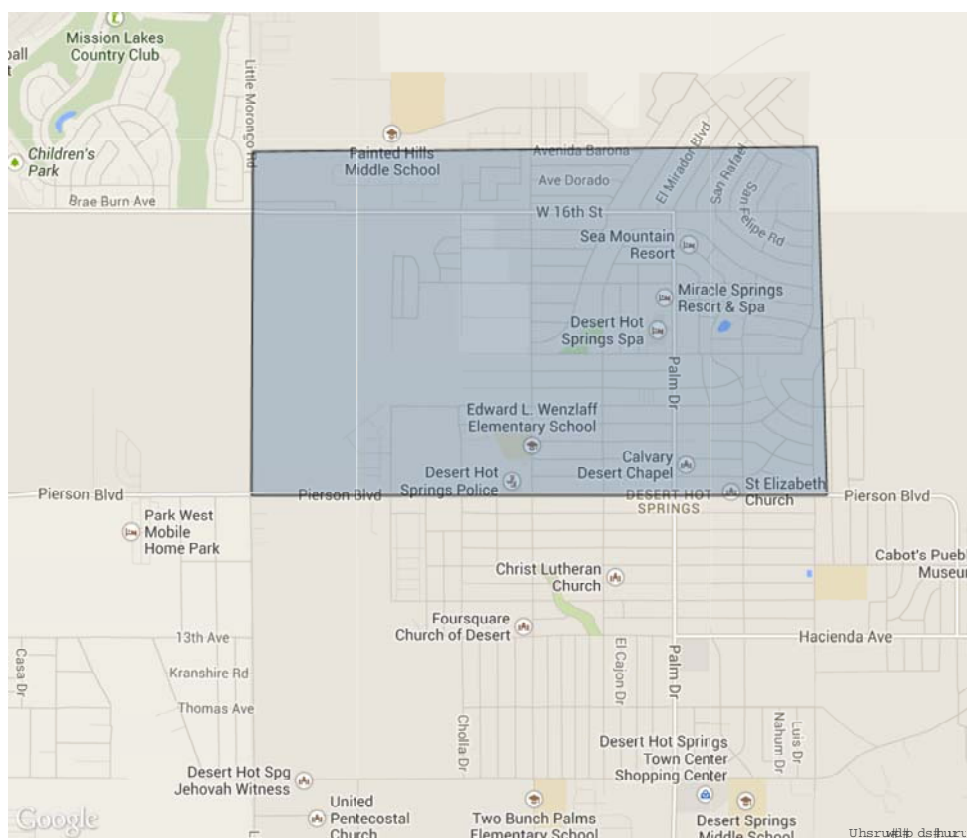 Mission Lakes
Country Club
Little Morongo Rd
Children's
Park
Fainted Hills
Middle School
Avenida Barona
Ave Dorado
El Mirador Blvd
San Rafael
San Felipe Rd
Brae Burn Ave
W 16th St
Sea Mountain
Resort
Miracle Springs
Resort & Spa
Desert Hot
Springs Spa
Palm Dr
Edward L. Wenzlaff
Elementary School
Calvary
Desert Chapel
Desert Hot
Springs Police
St Elizabeth
Church
Pierson Blvd
Pierson Blvd
DESERT HOT
SPRINGS
Pierson Blvd
Park West
Mobile
Home Park
Cabot's Puebl
Museum
Christ Lutheran
Church
Foursquare
Church of Desert
13th Ave
Hacienda Ave
Casa Dr
Kranshire Rd
El Cajon Dr
Palm Dr
Thomas Ave
Cholla Dr
Nahum Dr
Luis Dr
Desert Hot Springs
Town Center
Shopping Center
Desert Hot Spg
Jehovah Witness
United
Pentecostal
Church
Two Bunch Palms
Elementary School
Desert Springs
Middle School
Google